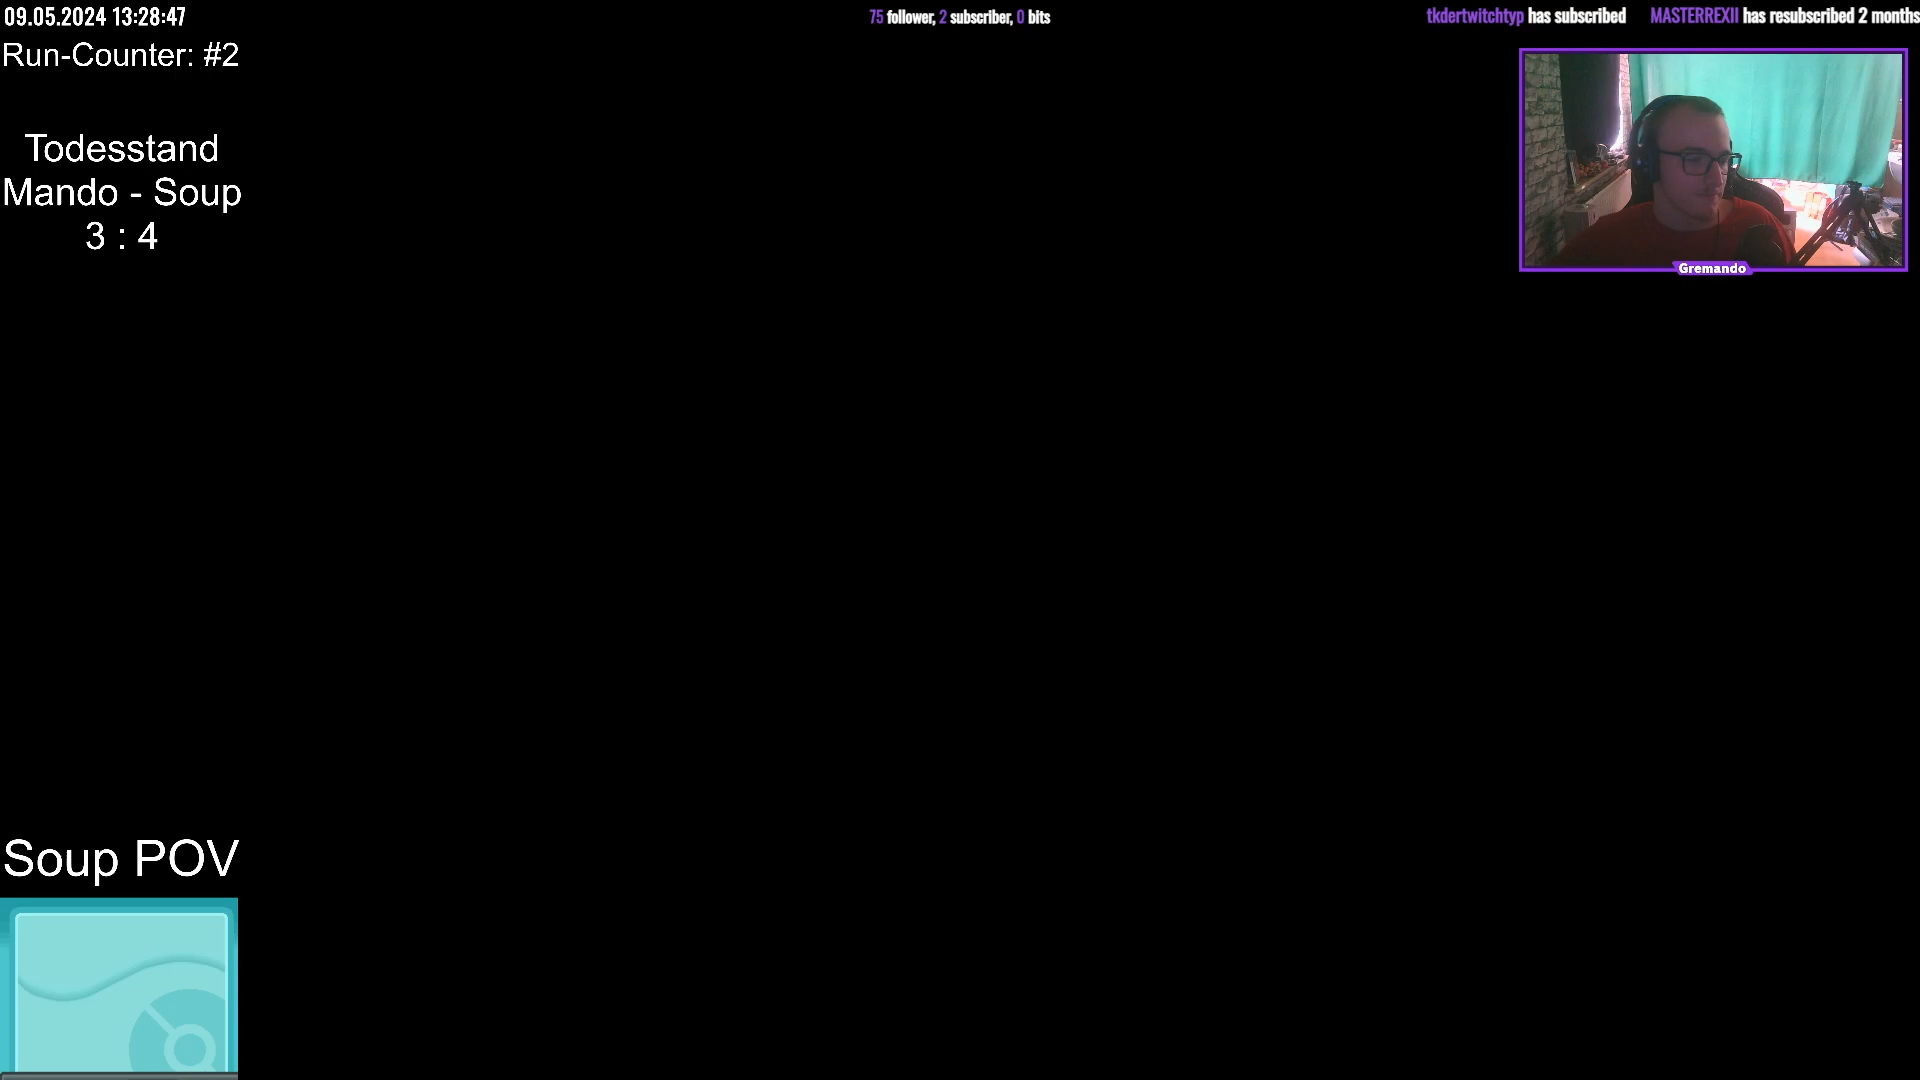 09.05.2024 13:28:47
75 follower, 2 subscriber, 0 bits
tkdertwitchtyp has subscribed MASTERREXII has resubscribed 2 months
Run-Counter: #2
Todesstand
Mando - Soup
3 : 4
Gremando
Soup POV